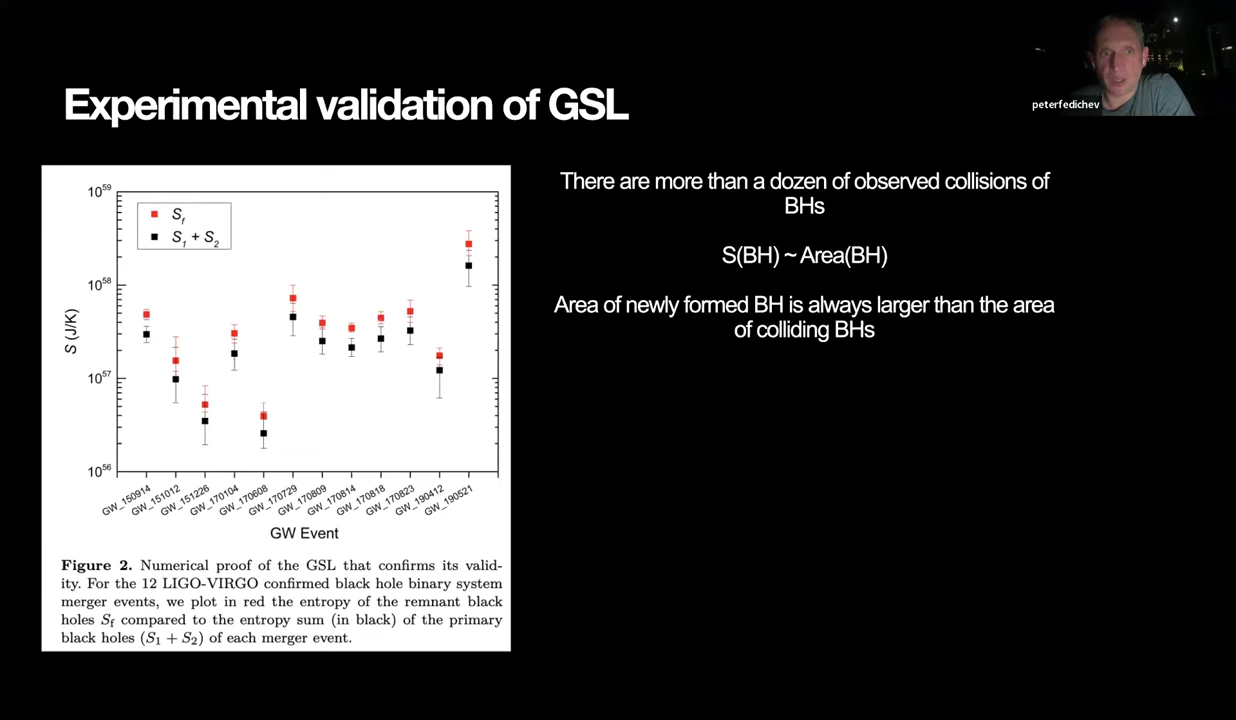 Experimental validation of GSL
peterfedichev
10^59
10^58
10^57
10^56
S (J/K)
S_f
S_1 + S_2
GW_150914
GW_151012
GW_151226
GW_170104
GW_170608
GW_170729
GW_170809
GW_170814
GW_170818
GW_170823
GW_190412
GW_190521
GW Event
Figure 2. Numerical proof of the GSL that confirms its valid-
ity. For the 12 LIGO-VIRGO confirmed black hole binary system
merger events, we plot in red the entropy of the remnant black
holes S_f compared to the entropy sum (in black) of the primary
black holes (S_1 + S_2) of each merger event.
There are more than a dozen of observed collisions of
BHs
S(BH) ~ Area(BH)
Area of newly formed BH is always larger than the area
of colliding BHs